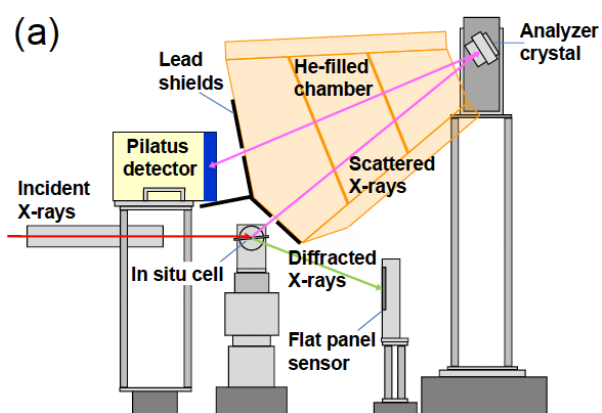 (a)
Lead
shields
He-filled
chamber
Analyzer
crystal
Pilatus
detector
Scattered
X-rays
Incident
X-rays
In situ cell
Diffracted
X-rays
Flat panel
sensor